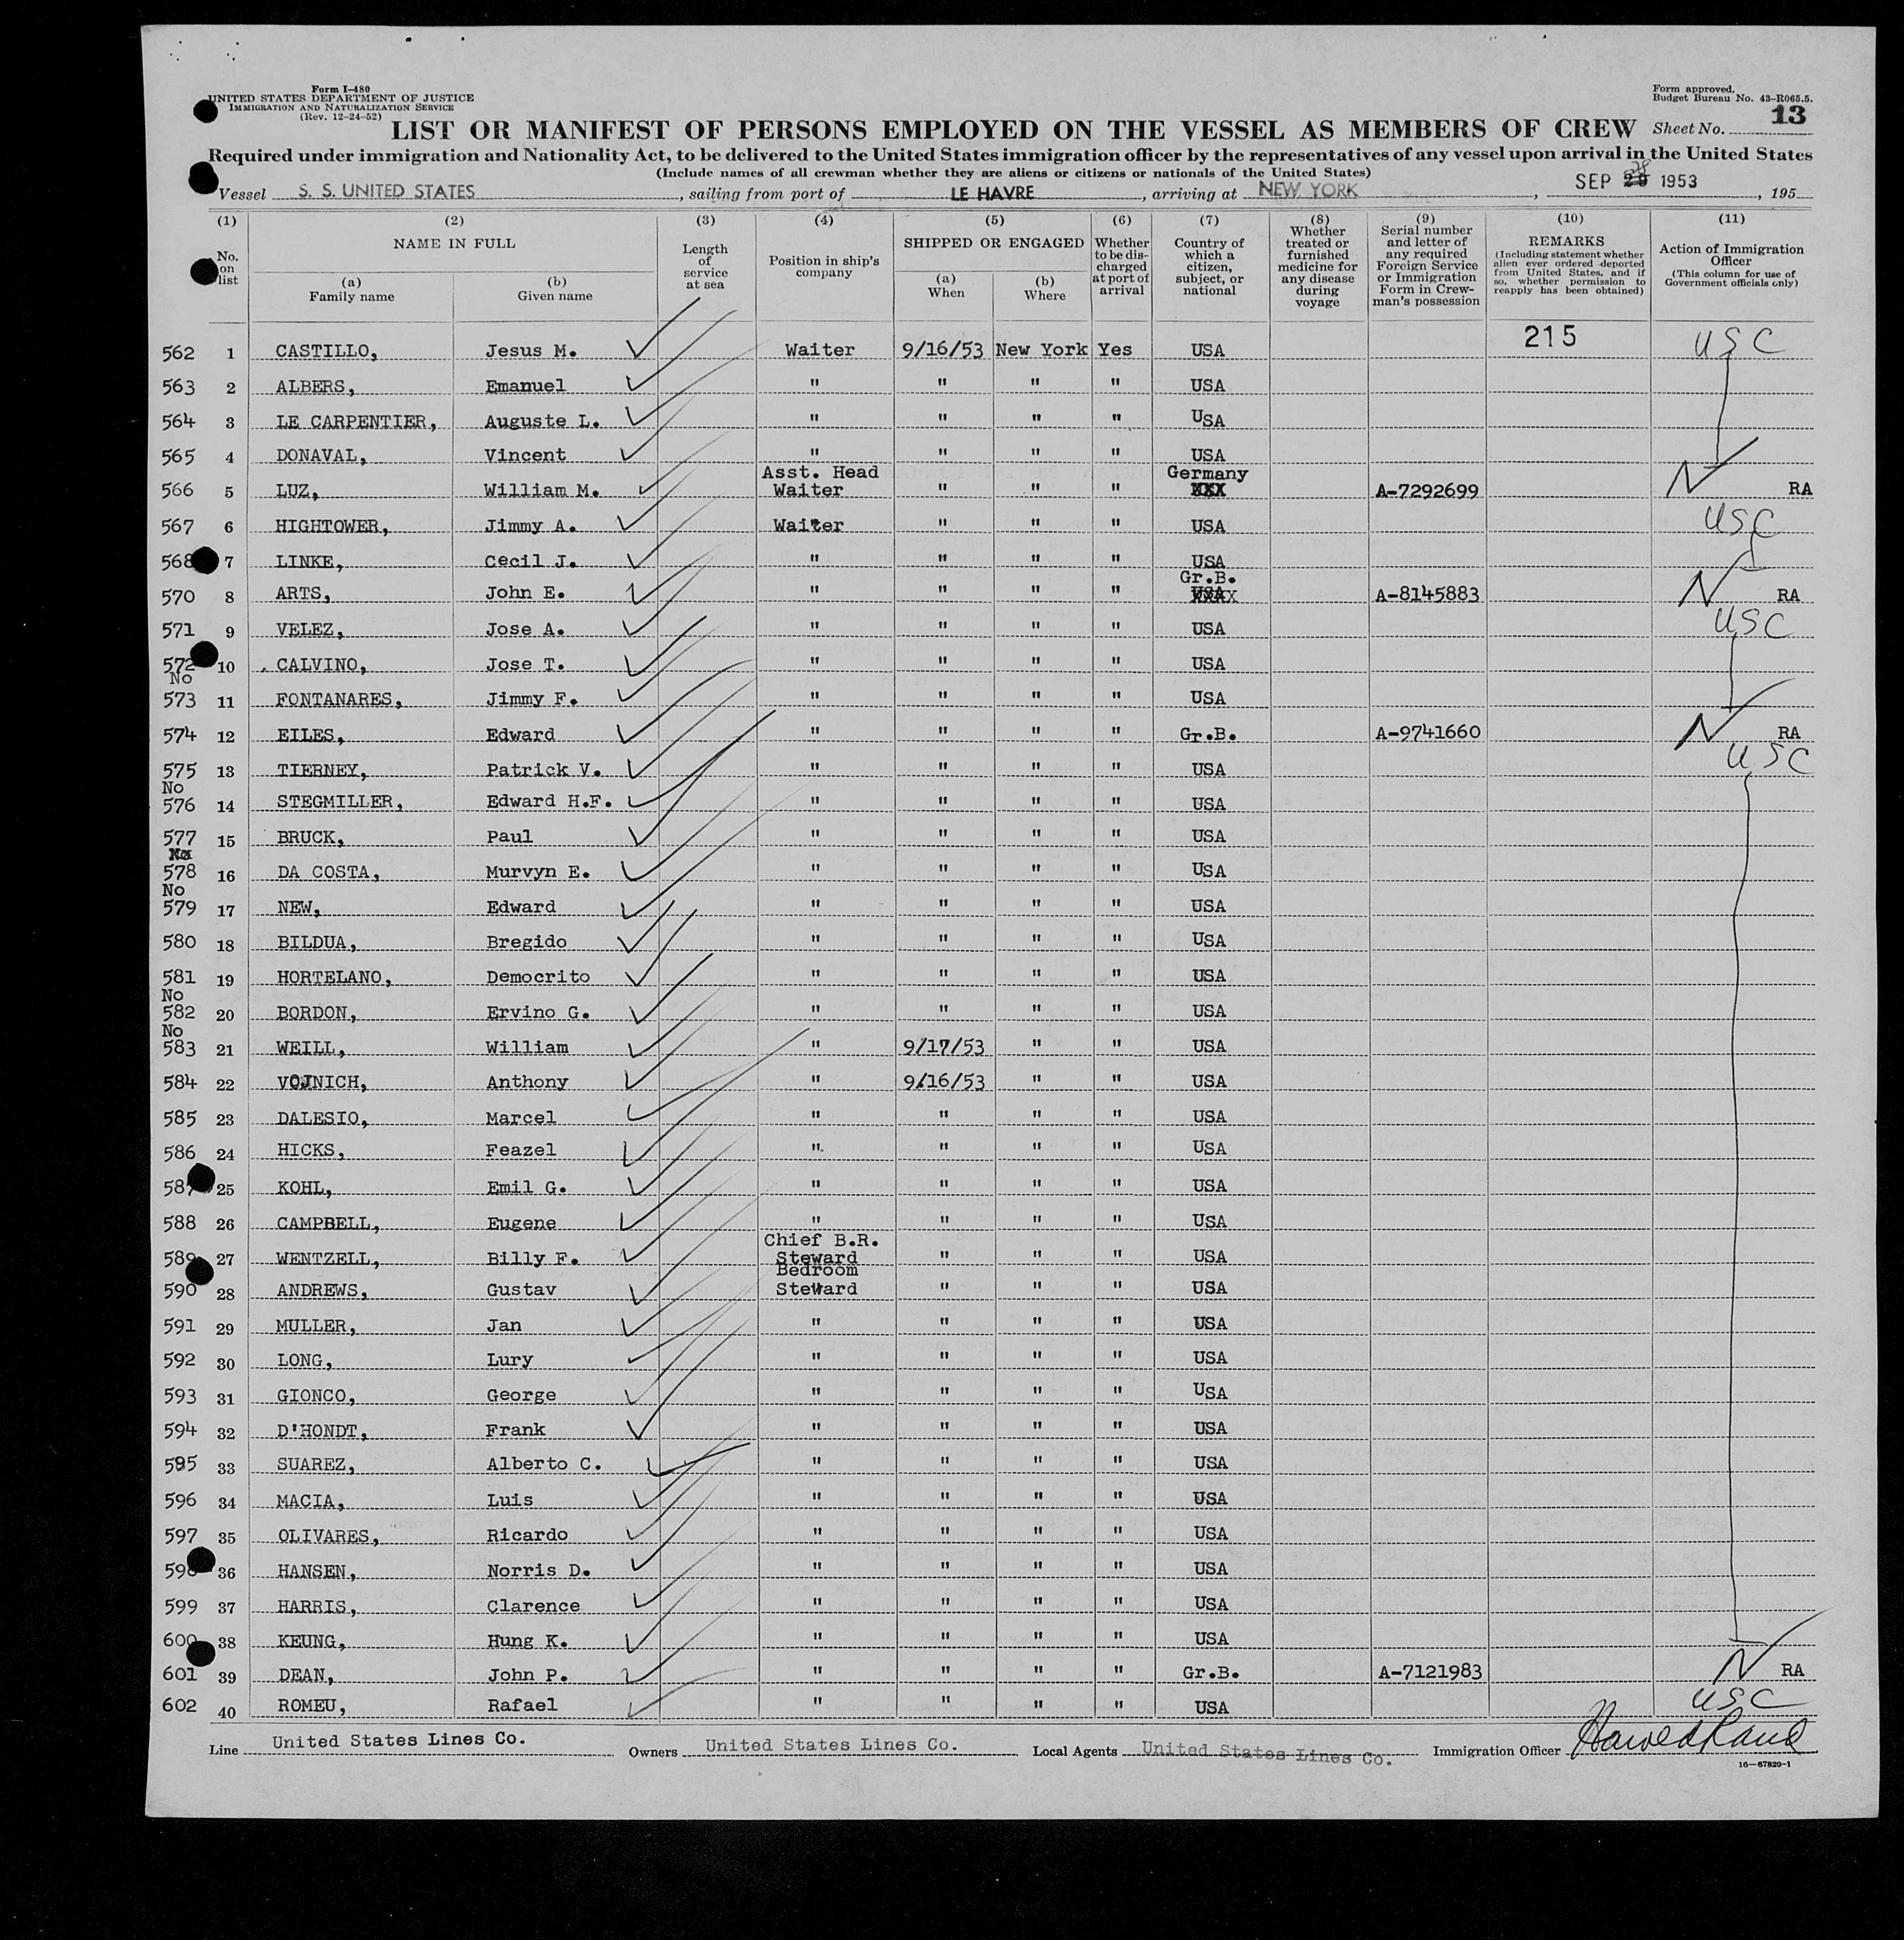 Form I-480
UNITED STATES DEPARTMENT OF JUSTICE
IMMIGRATION AND NATURALIZATION SERVICE
(Rev. 12-24-52)
Form approved.
Budget Bureau No. 43-R065.5.
LIST OR MANIFEST OF PERSONS EMPLOYED ON THE VESSEL AS MEMBERS OF CREW Sheet No. 13
Required under immigration and Nationality Act, to be delivered to the United States immigration officer by the representatives of any vessel upon arrival in the United States
(Include names of all crewman whether they are aliens or citizens or nationals of the United States)
Vessel S. S. UNITED STATES, sailing from port of LE HAVRE, arriving at NEW YORK, SEP 29 28 1953, 195
(1) (2) (3) (4) (5) (6) (7) (8) (9) (10) (11)
No. on list
NAME IN FULL
(a) Family name
(b) Given name
Length of service at sea
Position in ship's company
SHIPPED OR ENGAGED
(a) When
(b) Where
Whether to be discharged at port of arrival
Country of which a citizen, subject, or national
Whether treated or furnished medicine for any disease during voyage
Serial number and letter of any required Foreign Service or Immigration Form in Crewman's possession
REMARKS
(Including statement whether alien ever ordered deported from United States, and if so, whether permission to reapply has been obtained)
Action of Immigration Officer
(This column for use of Government officials only)
562 1 CASTILLO, Jesus M. Waiter 9/16/53 New York Yes USA 215 USC
563 2 ALBERS, Emanuel " " " " USA
564 3 LE CARPENTIER, Auguste L. " " " " USA
565 4 DONAVAL, Vincent " " " " USA
566 5 LUZ, William M. Asst. Head Waiter " " " Germany XXX A-7292699 N RA
567 6 HIGHTOWER, Jimmy A. Waiter " " " USA USC
568 7 LINKE, Cecil J. " " " " USA
570 8 ARTS, John E. " " " " Gr.B. A-8145883 N RA
571 9 VELEZ, Jose A. " " " " USA USC
572 10 CALVINO, Jose T. " " " " USA
No
573 11 FONTANARES, Jimmy F. " " " " USA
574 12 EILES, Edward " " " " Gr.B. A-9741660 N RA
575 13 TIERNEY, Patrick V. " " " " USA USC
No
576 14 STEGMILLER, Edward H.F. " " " " USA
577 15 BRUCK, Paul " " " " USA
578 16 DA COSTA, Murvyn E. " " " " USA
No
579 17 NEW, Edward " " " " USA
580 18 BILDUA, Bregido " " " " USA
581 19 HORTELANO, Democrito " " " " USA
No
582 20 BORDON, Ervino G. " " " " USA
No
583 21 WEILL, William " 9/17/53 " " USA
584 22 VOJNICH, Anthony " 9/16/53 " " USA
585 23 DALESIO, Marcel " " " " USA
586 24 HICKS, Feazel " " " " USA
587 25 KOHL, Emil G. " " " " USA
588 26 CAMPBELL, Eugene " " " " USA
589 27 WENTZELL, Billy F. Chief B.R. Steward " " " USA
590 28 ANDREWS, Gustav Bedroom Steward " " " USA
591 29 MULLER, Jan " " " " USA
592 30 LONG, Lury " " " " USA
593 31 GIONCO, George " " " " USA
594 32 D'HONDT, Frank " " " " USA
595 33 SUAREZ, Alberto C. " " " " USA
596 34 MACIA, Luis " " " " USA
597 35 OLIVARES, Ricardo " " " " USA
598 36 HANSEN, Norris D. " " " " USA
599 37 HARRIS, Clarence " " " " USA
600 38 KEUNG, Hung K. " " " " USA
601 39 DEAN, John P. " " " " Gr.B. A-7121983 N RA
602 40 ROMEU, Rafael " " " " USA USC
Line United States Lines Co. Owners United States Lines Co. Local Agents United States Lines Co. Immigration Officer
16-67829-1